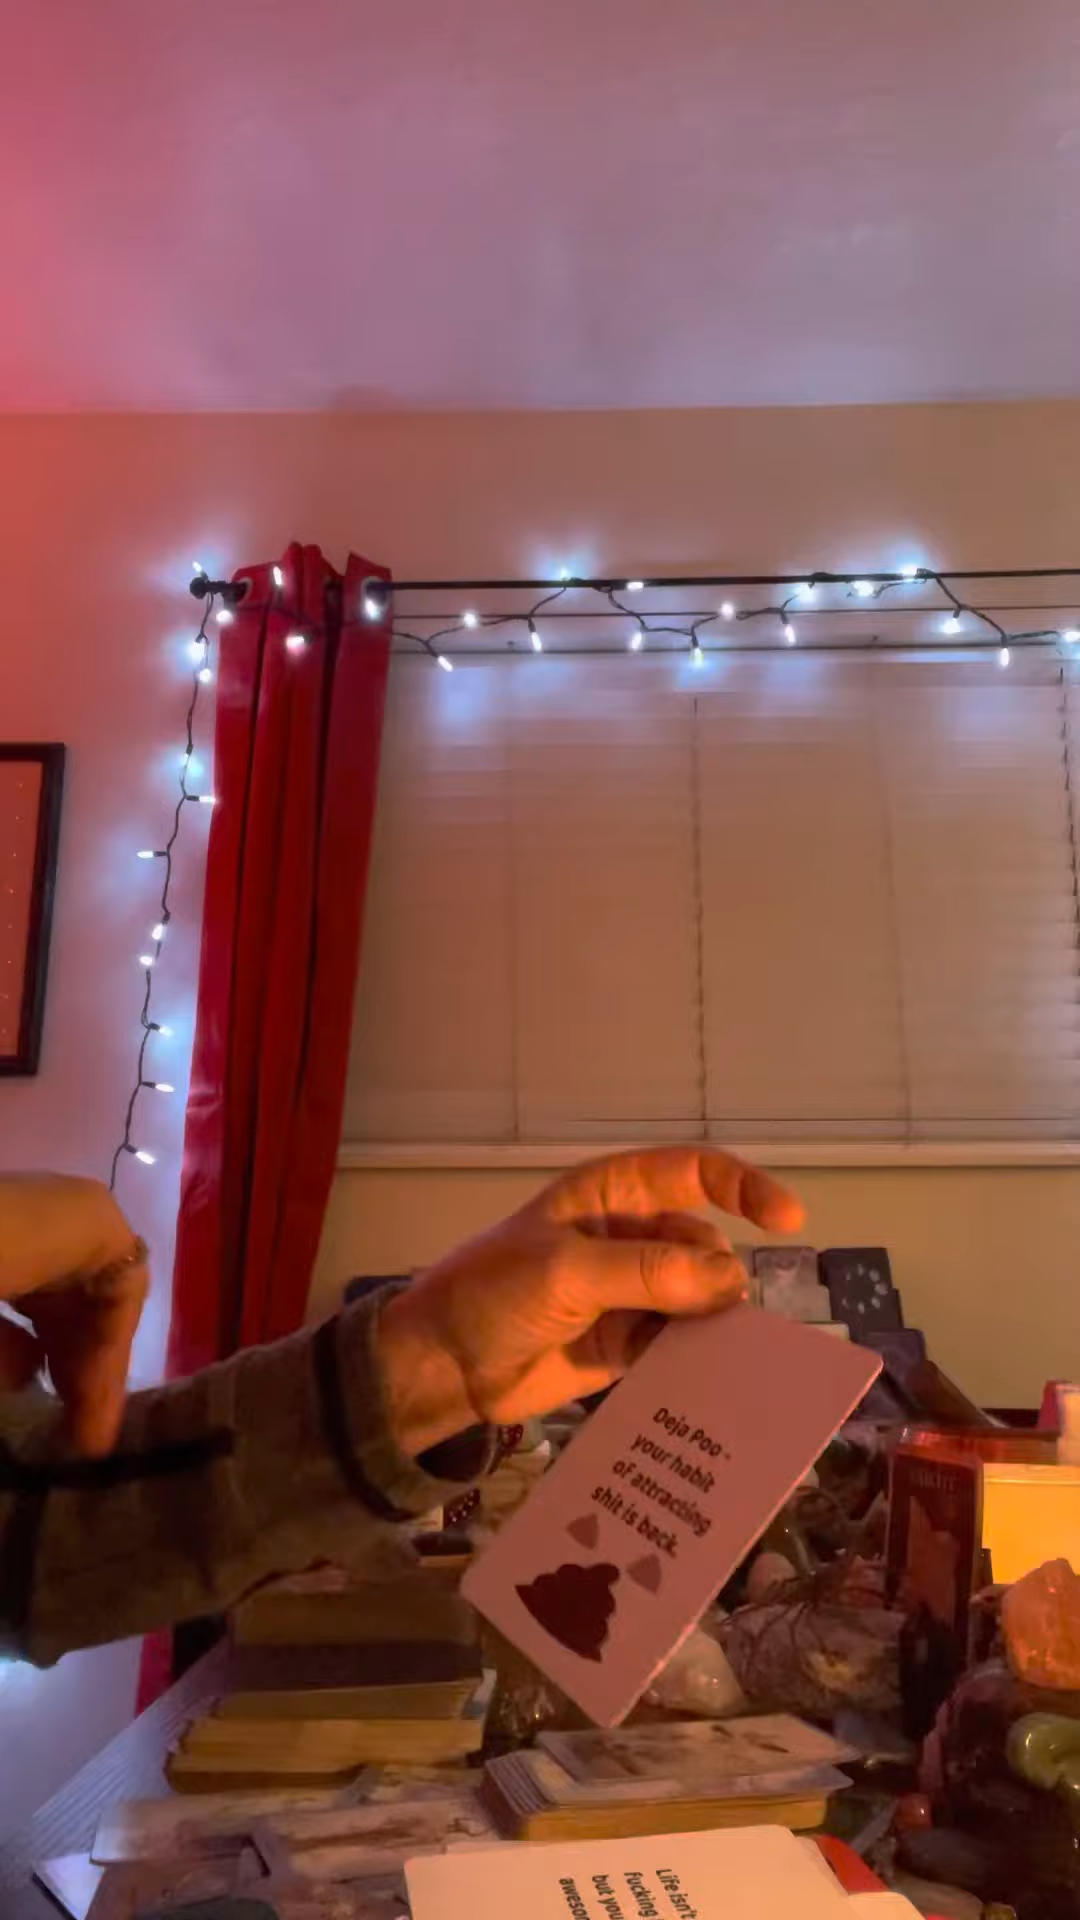 Deja Poo -
your habit
of attracting
shit is back.
Life isn't
fucking
but you